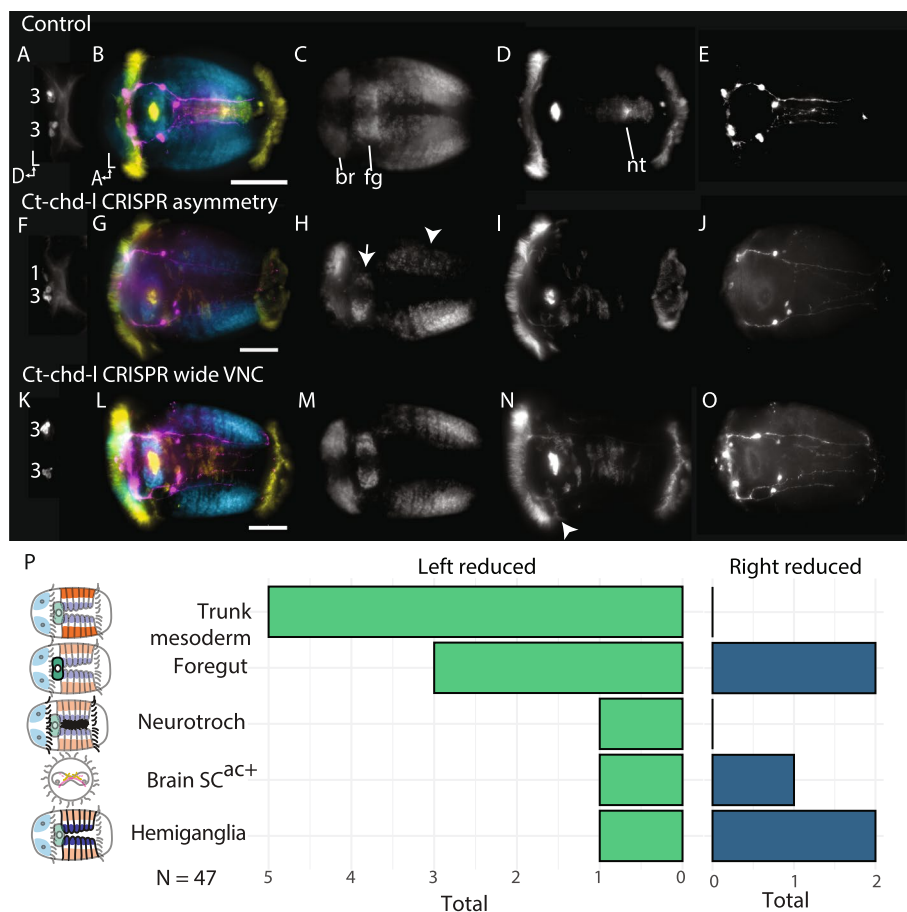 Control
A B C D E
3
3
L
D
L
A
br fg
nt
Ct-chd-l CRISPR asymmetry
F G H I J
1
3
Ct-chd-l CRISPR wide VNC
K L M N O
3
3
P
Left reduced Right reduced
Trunk
mesoderm
Foregut
Neurotroch
Brain SCac+
Hemiganglia
N = 47
5 4 3 2 1 0 0 1 2
Total Total